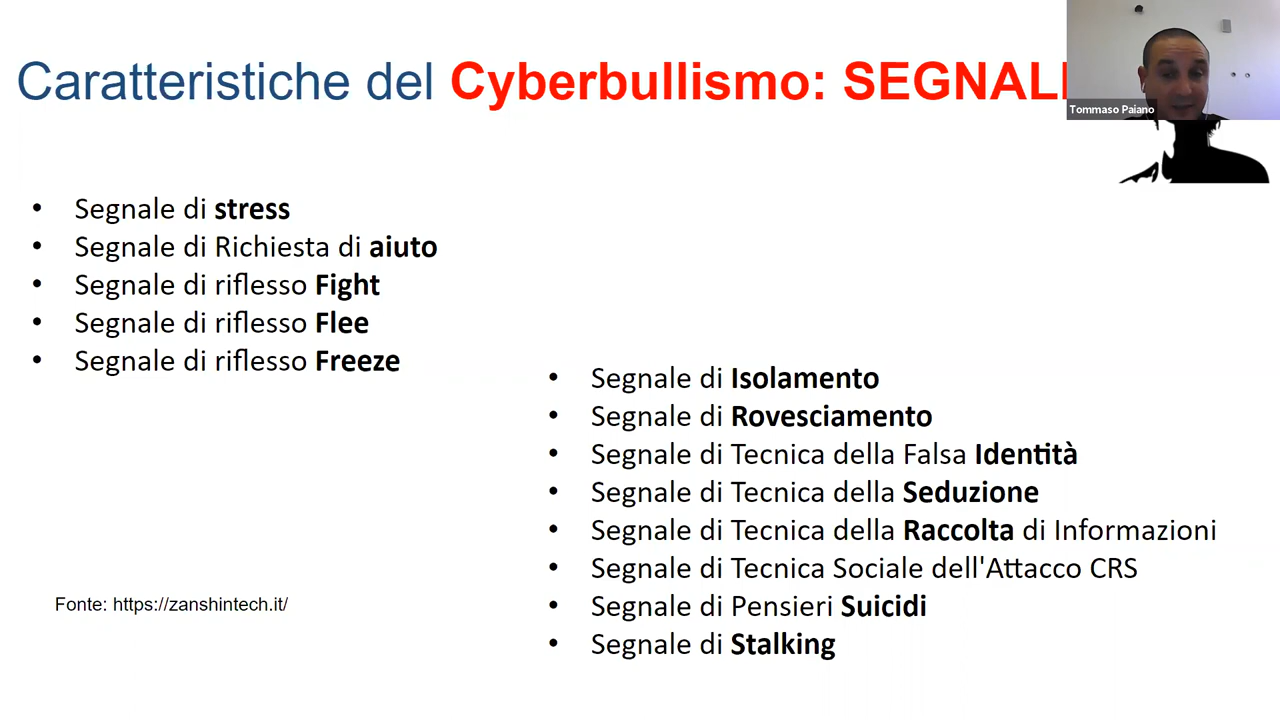 Caratteristiche del Cyberbullismo: SEGNALI
Tommaso Paiano
Segnale di stress
Segnale di Richiesta di aiuto
Segnale di riflesso Fight
Segnale di riflesso Flee
Segnale di riflesso Freeze
Segnale di Isolamento
Segnale di Rovesciamento
Segnale di Tecnica della Falsa Identità
Segnale di Tecnica della Seduzione
Segnale di Tecnica della Raccolta di Informazioni
Segnale di Tecnica Sociale dell'Attacco CRS
Segnale di Pensieri Suicidi
Segnale di Stalking
Fonte: https://zanshintech.it/